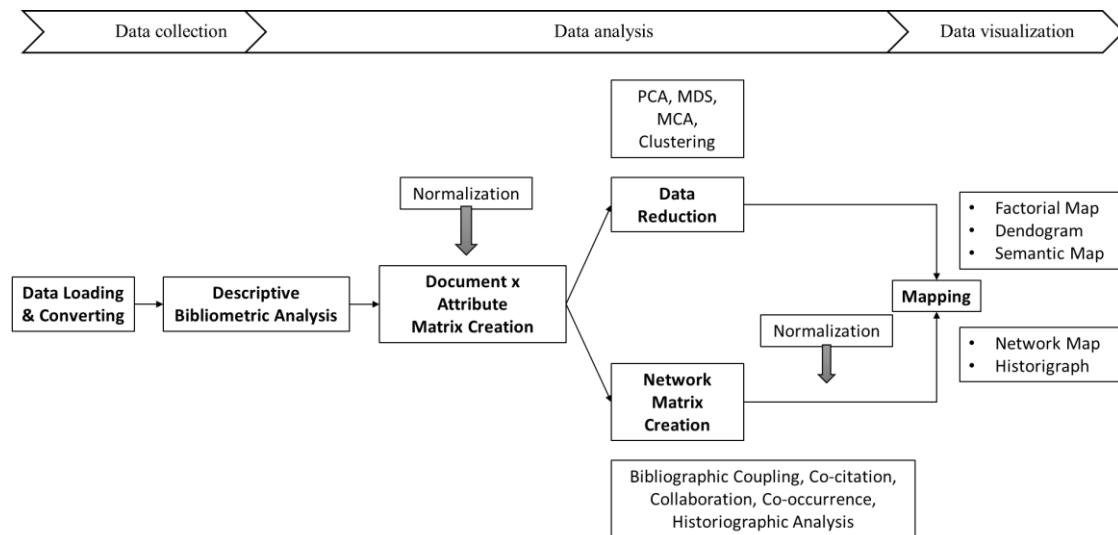 Data collection
Data analysis
Data visualization
PCA, MDS,
MCA,
Clustering
Normalization
Data
Reduction
• Factorial Map
• Dendogram
• Semantic Map
Data Loading
& Converting
Descriptive
Bibliometric Analysis
Document x
Attribute
Matrix Creation
Mapping
Normalization
• Network Map
• Historigraph
Network
Matrix
Creation
Bibliographic Coupling, Co-citation,
Collaboration, Co-occurrence,
Historiographic Analysis